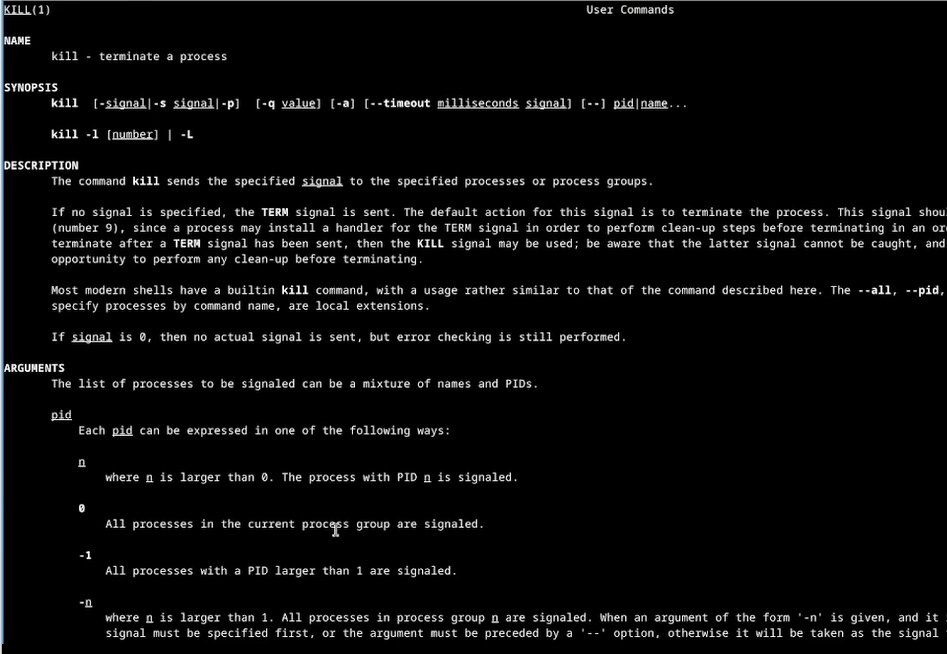 KILL(1) User Commands
NAME
kill - terminate a process
SYNOPSIS
kill [-signal|-s signal|-p] [-q value] [-a] [--timeout milliseconds signal] [--] pid|name...
kill -l [number] | -L
DESCRIPTION
The command kill sends the specified signal to the specified processes or process groups.
If no signal is specified, the TERM signal is sent. The default action for this signal is to terminate the process. This signal
(number 9), since a process may install a handler for the TERM signal in order to perform clean-up steps before terminating in an
terminate after a TERM signal has been sent, then the KILL signal may be used; be aware that the latter signal cannot be caught, and
opportunity to perform any clean-up before terminating.
Most modern shells have a builtin kill command, with a usage rather similar to that of the command described here. The --all, --pid,
specify processes by command name, are local extensions.
If signal is 0, then no actual signal is sent, but error checking is still performed.
ARGUMENTS
The list of processes to be signaled can be a mixture of names and PIDs.
pid
Each pid can be expressed in one of the following ways:
n
where n is larger than 0. The process with PID n is signaled.
0
All processes in the current process group are signaled.
-1
All processes with a PID larger than 1 are signaled.
-n
where n is larger than 1. All processes in process group n are signaled. When an argument of the form '-n' is given, and it
signal must be specified first, or the argument must be preceded by a '--' option, otherwise it will be taken as the signal